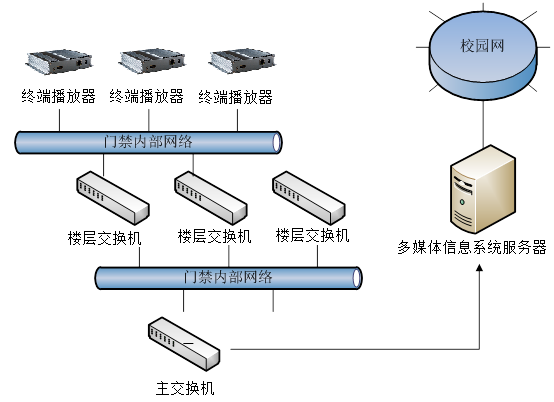 校园网
终端播放器
终端播放器
终端播放器
门禁内部网络
楼层交换机
楼层交换机
楼层交换机
多媒体信息系统服务器
门禁内部网络
主交换机